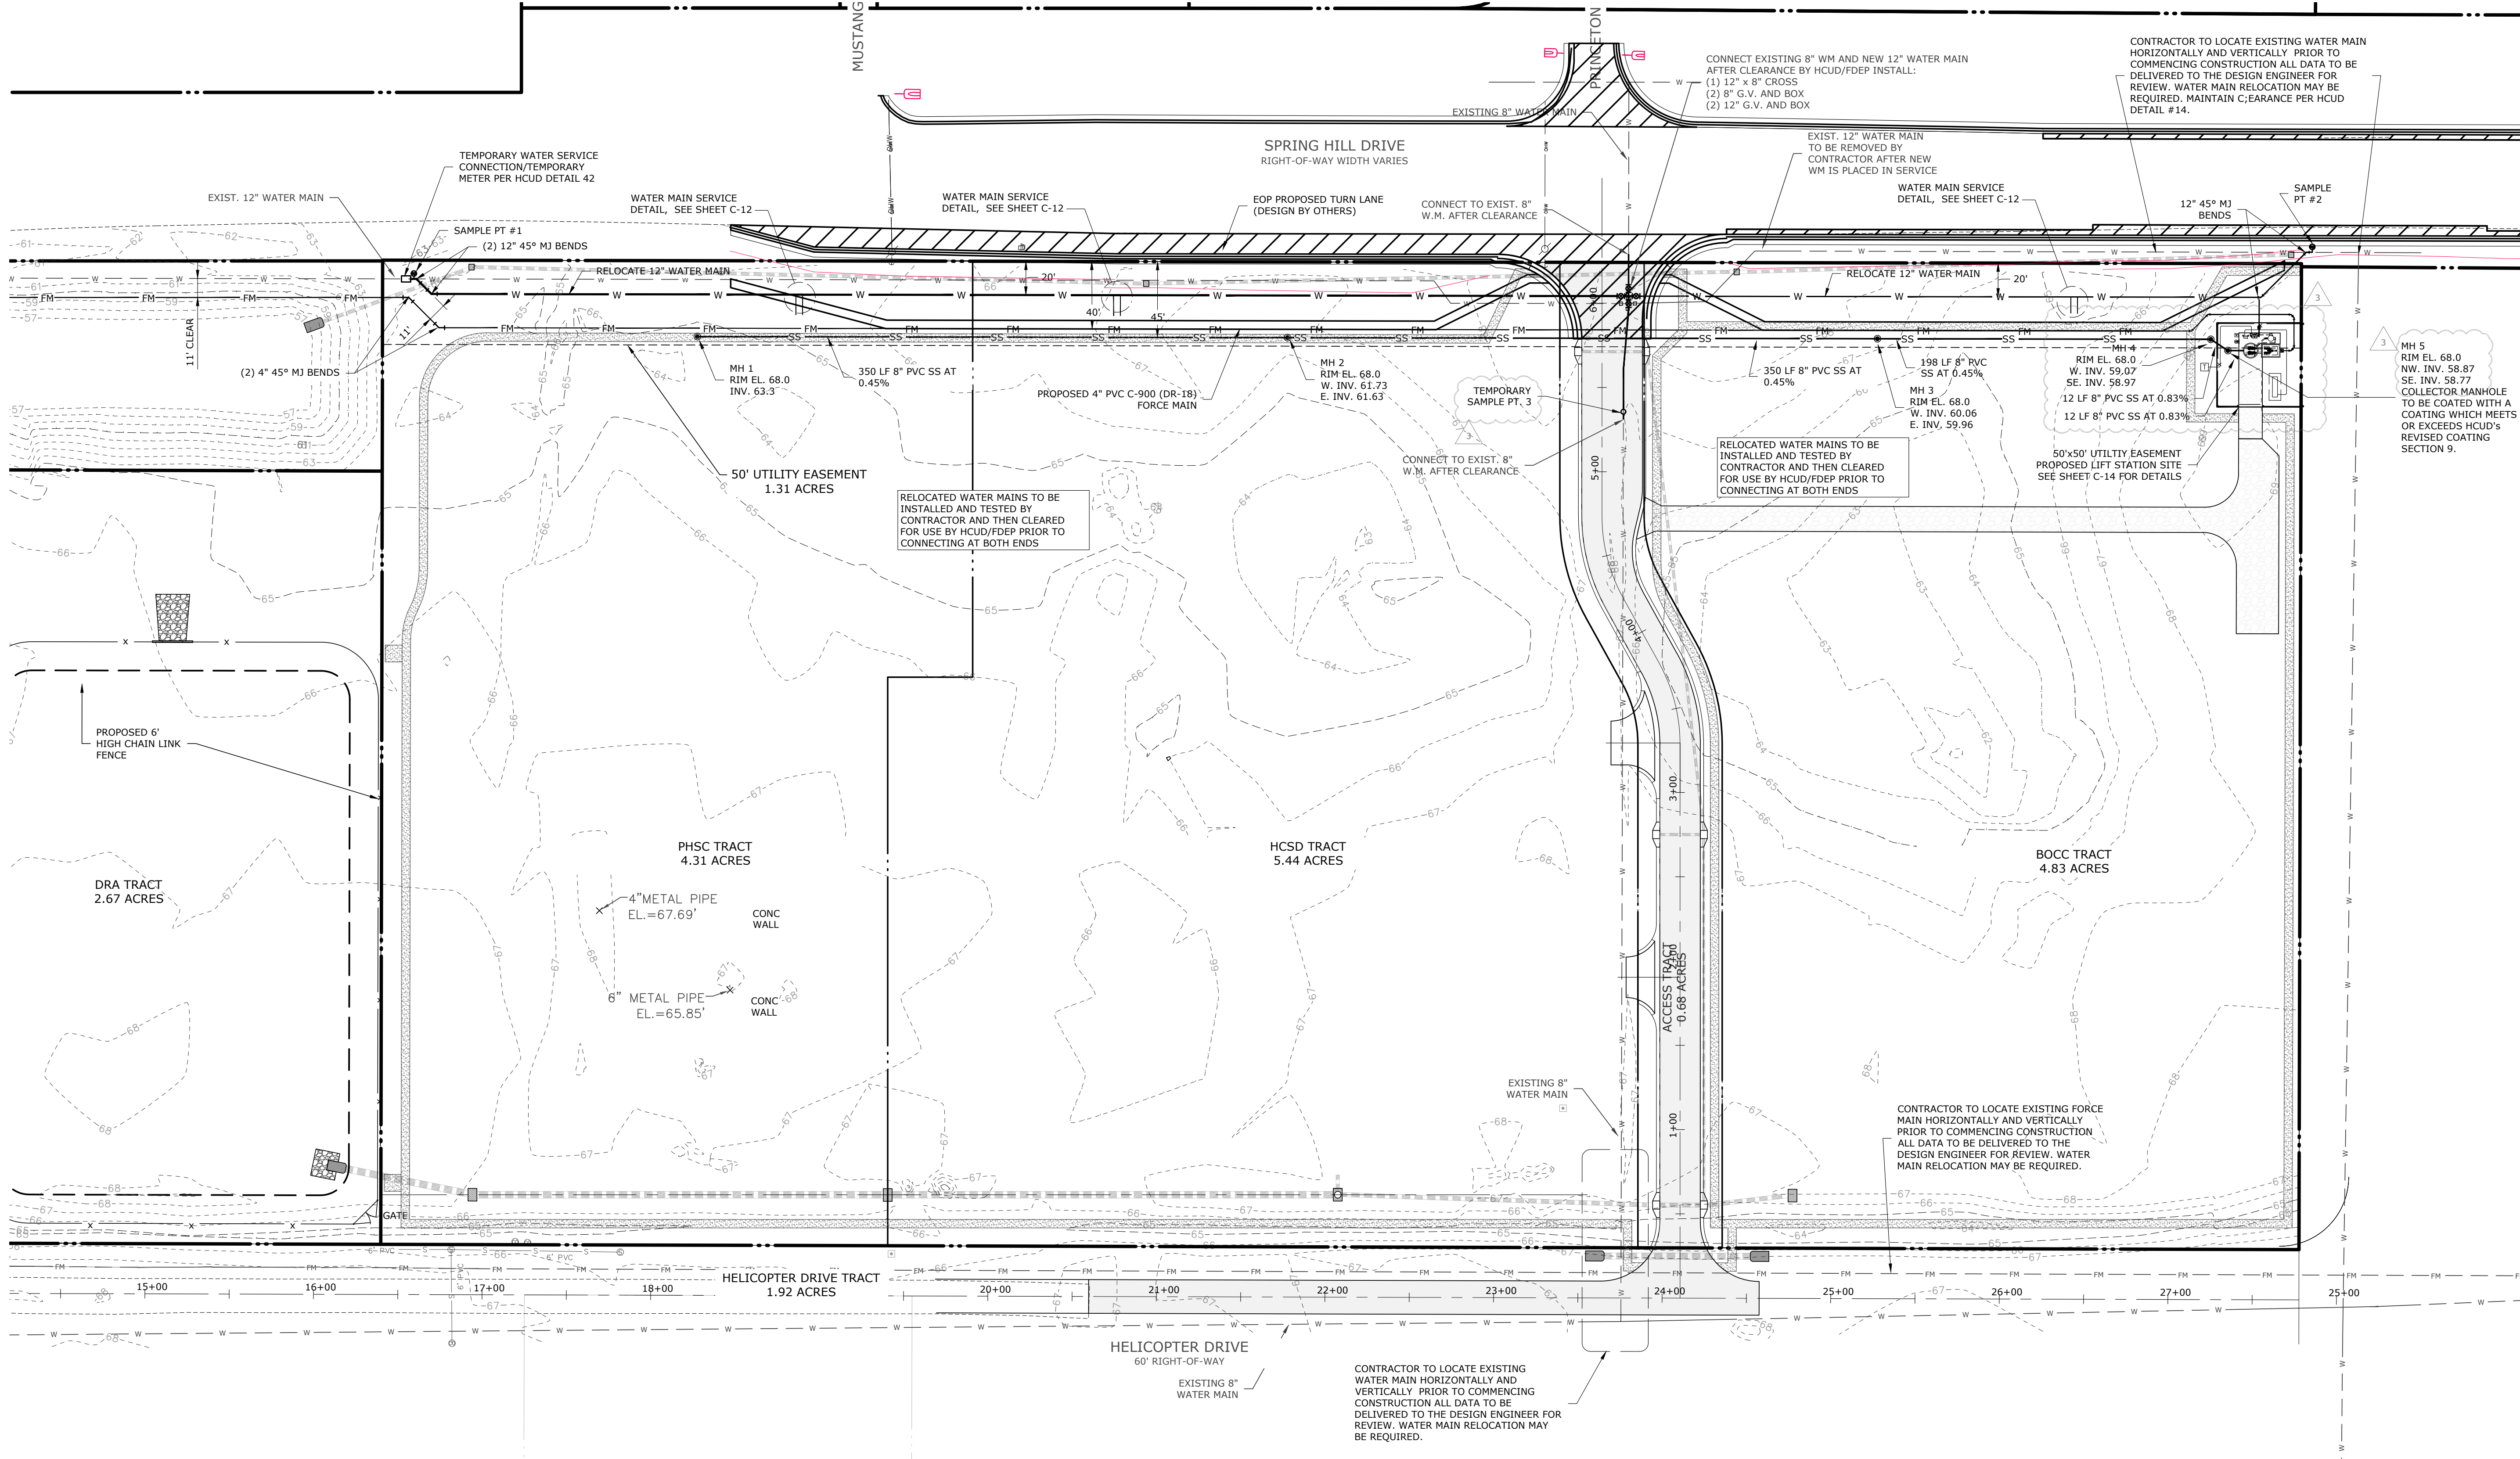 MUSTANG
PRINCETON
CONNECT EXISTING 8" WM AND NEW 12" WATER MAIN
AFTER CLEARANCE BY HCUD/FDEP INSTALL:
(1) 12" x 8" CROSS
(2) 8" G.V. AND BOX
(2) 12" G.V. AND BOX
CONTRACTOR TO LOCATE EXISTING WATER MAIN
HORIZONTALLY AND VERTICALLY PRIOR TO
COMMENCING CONSTRUCTION ALL DATA TO BE
DELIVERED TO THE DESIGN ENGINEER FOR
REVIEW. WATER MAIN RELOCATION MAY BE
REQUIRED. MAINTAIN C;EARANCE PER HCUD
DETAIL #14.
EXISTING 8" WATER MAIN
SPRING HILL DRIVE
RIGHT-OF-WAY WIDTH VARIES
EXIST. 12" WATER MAIN
TO BE REMOVED BY
CONTRACTOR AFTER NEW
WM IS PLACED IN SERVICE
TEMPORARY WATER SERVICE
CONNECTION/TEMPORARY
METER PER HCUD DETAIL 42
EXIST. 12" WATER MAIN
WATER MAIN SERVICE
DETAIL, SEE SHEET C-12
WATER MAIN SERVICE
DETAIL, SEE SHEET C-12
EOP PROPOSED TURN LANE
(DESIGN BY OTHERS)
CONNECT TO EXIST. 8"
W.M. AFTER CLEARANCE
WATER MAIN SERVICE
DETAIL, SEE SHEET C-12
12" 45° MJ
BENDS
SAMPLE
PT #2
SAMPLE PT #1
(2) 12" 45° MJ BENDS
RELOCATE 12" WATER MAIN
20'
40'
45'
RELOCATE 12" WATER MAIN
20'
6+00
11' CLEAR
11'
(2) 4" 45° MJ BENDS
MH 1
RIM EL. 68.0
INV. 63.3
350 LF 8" PVC SS AT
0.45%
PROPOSED 4" PVC C-900 (DR-18)
FORCE MAIN
MH 2
RIM EL. 68.0
W. INV. 61.73
E. INV. 61.63
TEMPORARY
SAMPLE PT. 3
3
350 LF 8" PVC SS AT
0.45%
198 LF 8" PVC
SS AT 0.45%
MH 3
RIM EL. 68.0
W. INV. 60.06
E. INV. 59.96
MH 4
RIM EL. 68.0
W. INV. 59.07
SE. INV. 58.97
12 LF 8" PVC SS AT 0.83%
12 LF 8" PVC SS AT 0.83%
3
3
MH 5
RIM EL. 68.0
NW. INV. 58.87
SE. INV. 58.77
COLLECTOR MANHOLE
TO BE COATED WITH A
COATING WHICH MEETS
OR EXCEEDS HCUD's
REVISED COATING
SECTION 9.
50'x50' UTILTIY EASEMENT
PROPOSED LIFT STATION SITE
SEE SHEET C-14 FOR DETAILS
CONNECT TO EXIST. 8"
W.M. AFTER CLEARANCE
5+00
50' UTILITY EASEMENT
1.31 ACRES
RELOCATED WATER MAINS TO BE
INSTALLED AND TESTED BY
CONTRACTOR AND THEN CLEARED
FOR USE BY HCUD/FDEP PRIOR TO
CONNECTING AT BOTH ENDS
RELOCATED WATER MAINS TO BE
INSTALLED AND TESTED BY
CONTRACTOR AND THEN CLEARED
FOR USE BY HCUD/FDEP PRIOR TO
CONNECTING AT BOTH ENDS
4+00
3+00
PROPOSED 6'
HIGH CHAIN LINK
FENCE
DRA TRACT
2.67 ACRES
PHSC TRACT
4.31 ACRES
HCSD TRACT
5.44 ACRES
BOCC TRACT
4.83 ACRES
4"METAL PIPE
EL.=67.69'
CONC
WALL
6" METAL PIPE
EL.=65.85'
CONC
WALL
ACCESS TRACT
0.68 ACRES
2+00
1+00
EXISTING 8"
WATER MAIN
CONTRACTOR TO LOCATE EXISTING FORCE
MAIN HORIZONTALLY AND VERTICALLY
PRIOR TO COMMENCING CONSTRUCTION
ALL DATA TO BE DELIVERED TO THE
DESIGN ENGINEER FOR REVIEW. WATER
MAIN RELOCATION MAY BE REQUIRED.
GATE
6' PVC
6' PVC
6' PVC
HELICOPTER DRIVE TRACT
1.92 ACRES
15+00
16+00
17+00
18+00
20+00
21+00
22+00
23+00
24+00
25+00
26+00
27+00
25+00
HELICOPTER DRIVE
60' RIGHT-OF-WAY
EXISTING 8"
WATER MAIN
CONTRACTOR TO LOCATE EXISTING
WATER MAIN HORIZONTALLY AND
VERTICALLY PRIOR TO COMMENCING
CONSTRUCTION ALL DATA TO BE
DELIVERED TO THE DESIGN ENGINEER FOR
REVIEW. WATER MAIN RELOCATION MAY
BE REQUIRED.